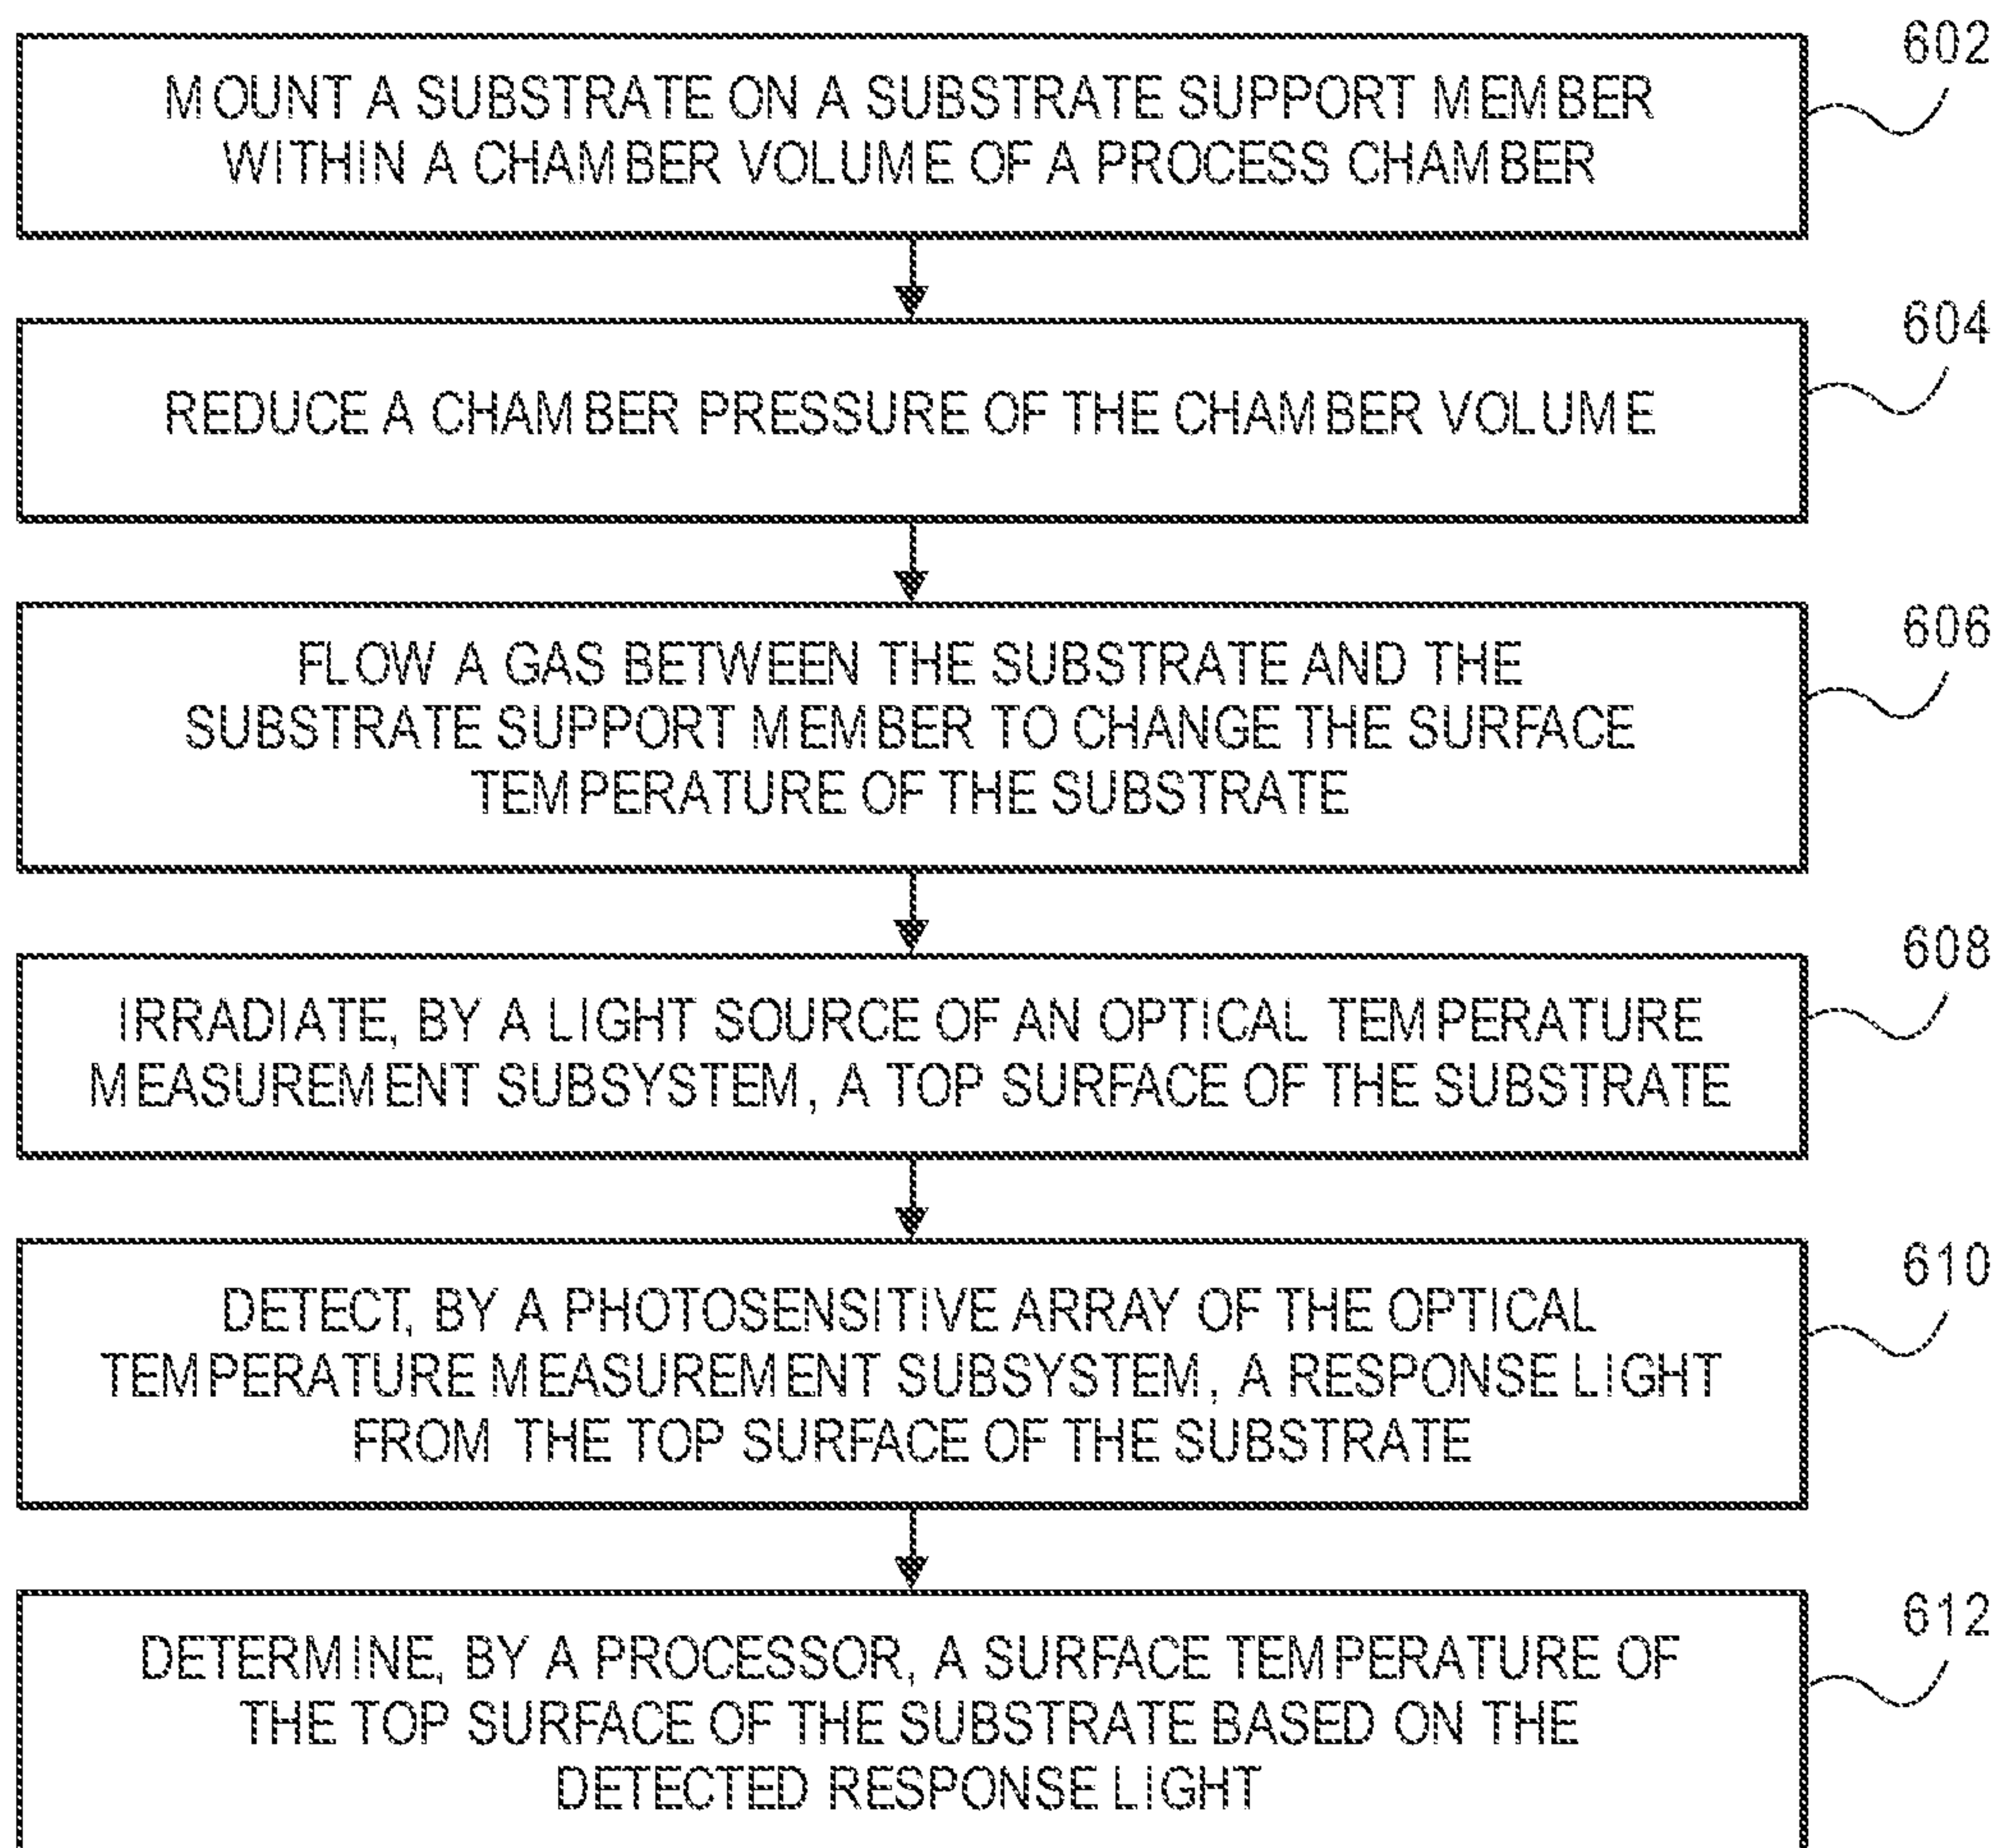 602
MOUNT A SUBSTRATE ON A SUBSTRATE SUPPORT MEMBER
WITHIN A CHAMBER VOLUME OF A PROCESS CHAMBER
604
REDUCE A CHAMBER PRESSURE OF THE CHAMBER VOLUME
606
FLOW A GAS BETWEEN THE SUBSTRATE AND THE
SUBSTRATE SUPPORT MEMBER TO CHANGE THE SURFACE
TEMPERATURE OF THE SUBSTRATE
608
IRRADIATE, BY A LIGHT SOURCE OF AN OPTICAL TEMPERATURE
MEASUREMENT SUBSYSTEM, A TOP SURFACE OF THE SUBSTRATE
610
DETECT, BY A PHOTOSENSITIVE ARRAY OF THE OPTICAL
TEMPERATURE MEASUREMENT SUBSYSTEM, A RESPONSE LIGHT
FROM THE TOP SURFACE OF THE SUBSTRATE
612
DETERMINE, BY A PROCESSOR, A SURFACE TEMPERATURE OF
THE TOP SURFACE OF THE SUBSTRATE BASED ON THE
DETECTED RESPONSE LIGHT